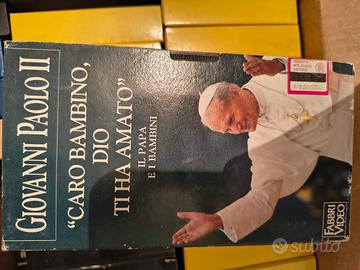 GIOVANNI PAOLO II
"CARO BAMBINO,
DIO
TI HA AMATO"
IL PAPA
E I BAMBINI
FABBRI
VIDEO
subito